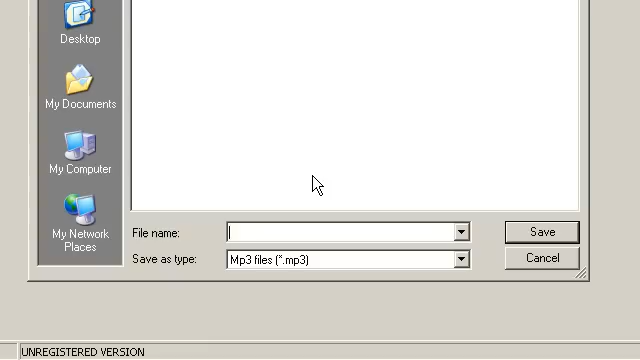 Desktop
My Documents
My Computer
My Network
Places
File name:
Save
Save as type:
Mp3 files (*.mp3)
Cancel
UNREGISTERED VERSION